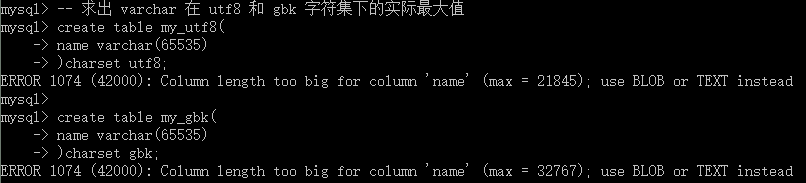 mysql> -- 求出 varchar 在 utf8 和 gbk 字符集下的实际最大值
mysql> create table my_utf8(
    -> name varchar(65535)
    -> )charset utf8;
ERROR 1074 (42000): Column length too big for column 'name' (max = 21845); use BLOB or TEXT instead
mysql>
mysql> create table my_gbk(
    -> name varchar(65535)
    -> )charset gbk;
ERROR 1074 (42000): Column length too big for column 'name' (max = 32767); use BLOB or TEXT instead